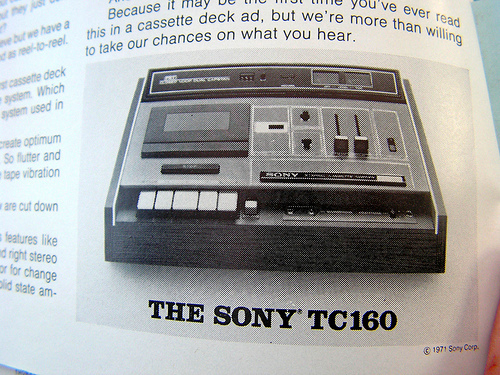 Because it may be the first time you've ever read
this in a cassette deck ad, but we're more than willing
to take our chances on what you hear.
eve but we have a
d as reel-to-reel.
cassette deck
system. Which
system used in
create optimum
So flutter and
tape vibration
are cut down
features like
right stereo
or for change
solid state am-
SONY
THE SONY® TC160
© 1971 Sony Corp.